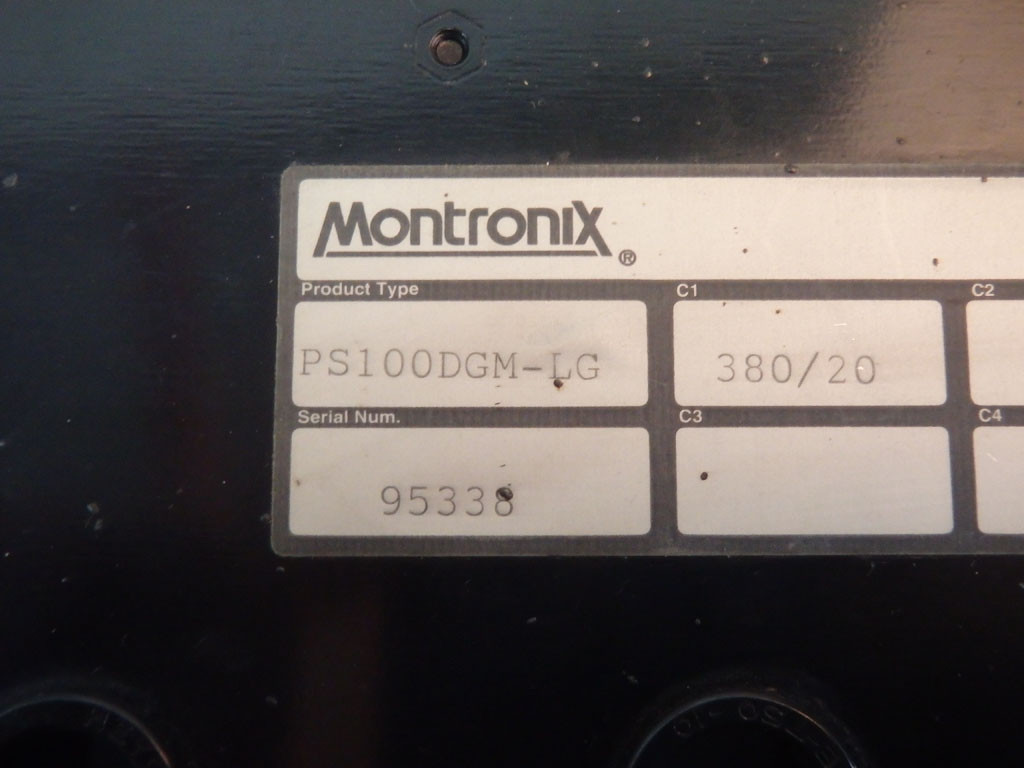 Montronix ®
Product Type C1 C2
PS100DGM-LG 380/20
Serial Num. C3 C4
95338